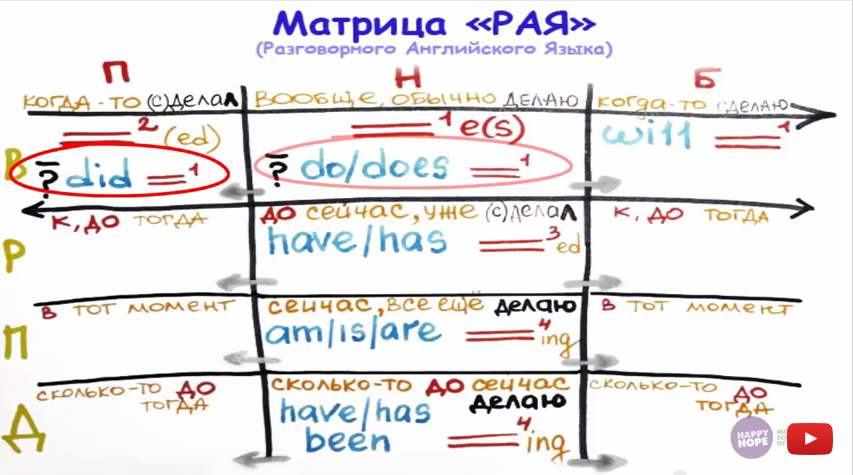 Матрица «РАЯ»
(Разговорного Английского Языка)
П Н Б
КОГДА-ТО (С)ДЕЛАЛ ВООБЩЕ, ОБЫЧНО ДЕЛАЮ КОГДА-ТО СДЕЛАЮ
2 (ed) 1 e(s) will 1
В ? did 1 ? do/does 1
К, ДО ТОГДА ДО СЕЙЧАС, УЖЕ (С)ДЕЛАЛ К, ДО ТОГДА
Р have/has 3 ed
В ТОТ МОМЕНТ СЕЙЧАС, ВСЕ ЕЩЁ ДЕЛАЮ В ТОТ МОМЕНТ
П am/is/are 4 ing
СКОЛЬКО-ТО ДО СКОЛЬКО-ТО ДО СЕЙЧАС СКОЛЬКО-ТО ДО
ТОГДА ДЕЛАЮ ТОГДА
Д have/has
been 4 ing
HAPPY
HOPE